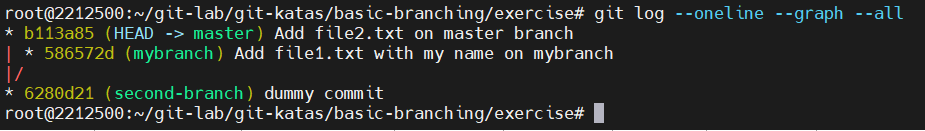 root@2212500:~/git-lab/git-katas/basic-branching/exercise# git log --oneline --graph --all
* b113a85 (HEAD -> master) Add file2.txt on master branch
| * 586572d (mybranch) Add file1.txt with my name on mybranch
|/
* 6280d21 (second-branch) dummy commit
root@2212500:~/git-lab/git-katas/basic-branching/exercise#